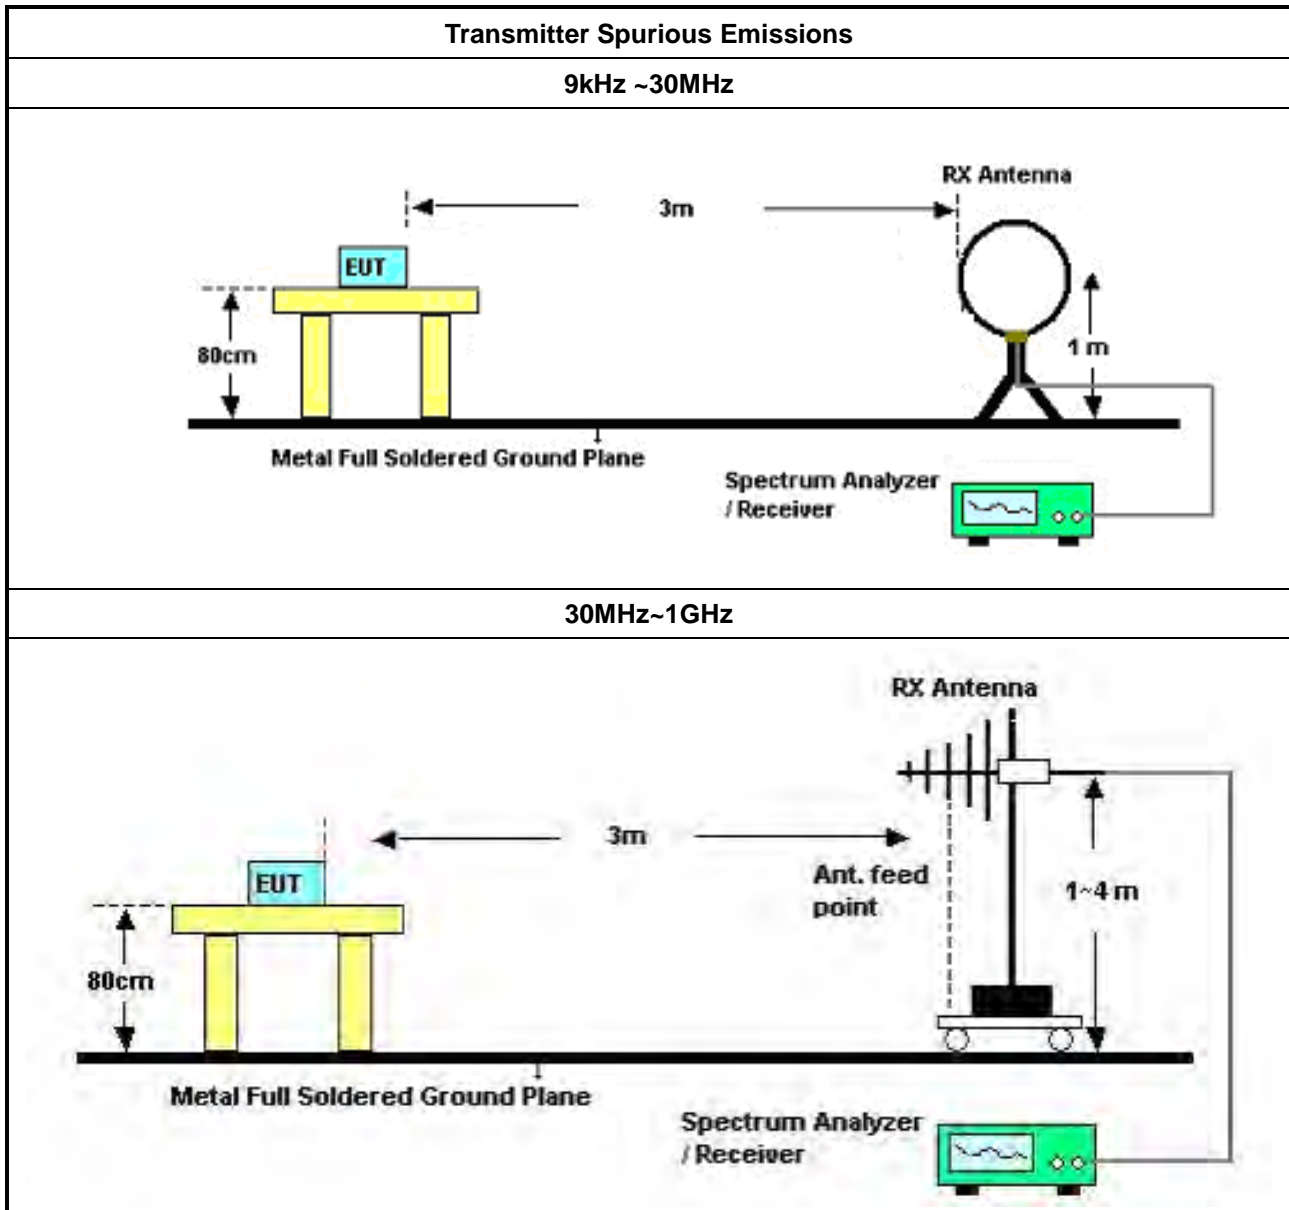 Transmitter Spurious Emissions
9kHz ~30MHz
RX Antenna
3m
EUT
80cm
1 m
Metal Full Soldered Ground Plane
Spectrum Analyzer
/ Receiver
30MHz~1GHz
RX Antenna
3m
Ant. feed
point
EUT
1~4 m
80cm
Metal Full Soldered Ground Plane
Spectrum Analyzer
/ Receiver